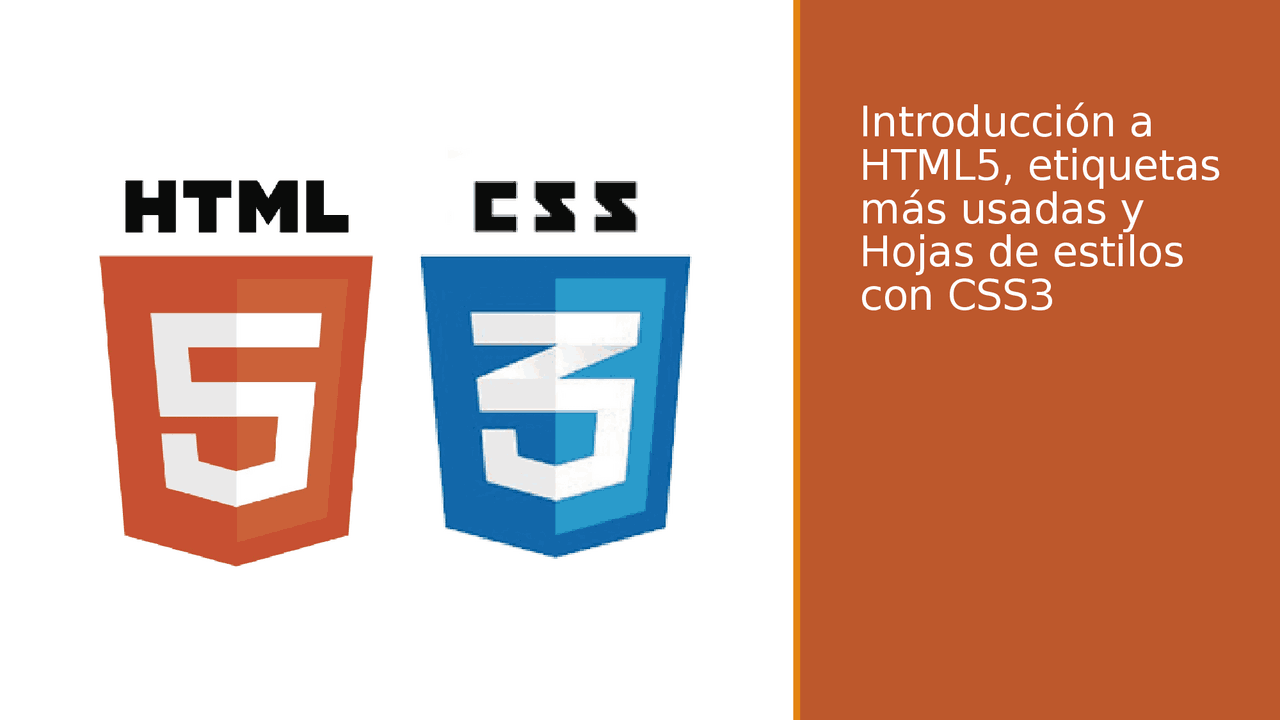 HTML CSS
5 3
Introducción a
HTML5, etiquetas
más usadas y
Hojas de estilos
con CSS3